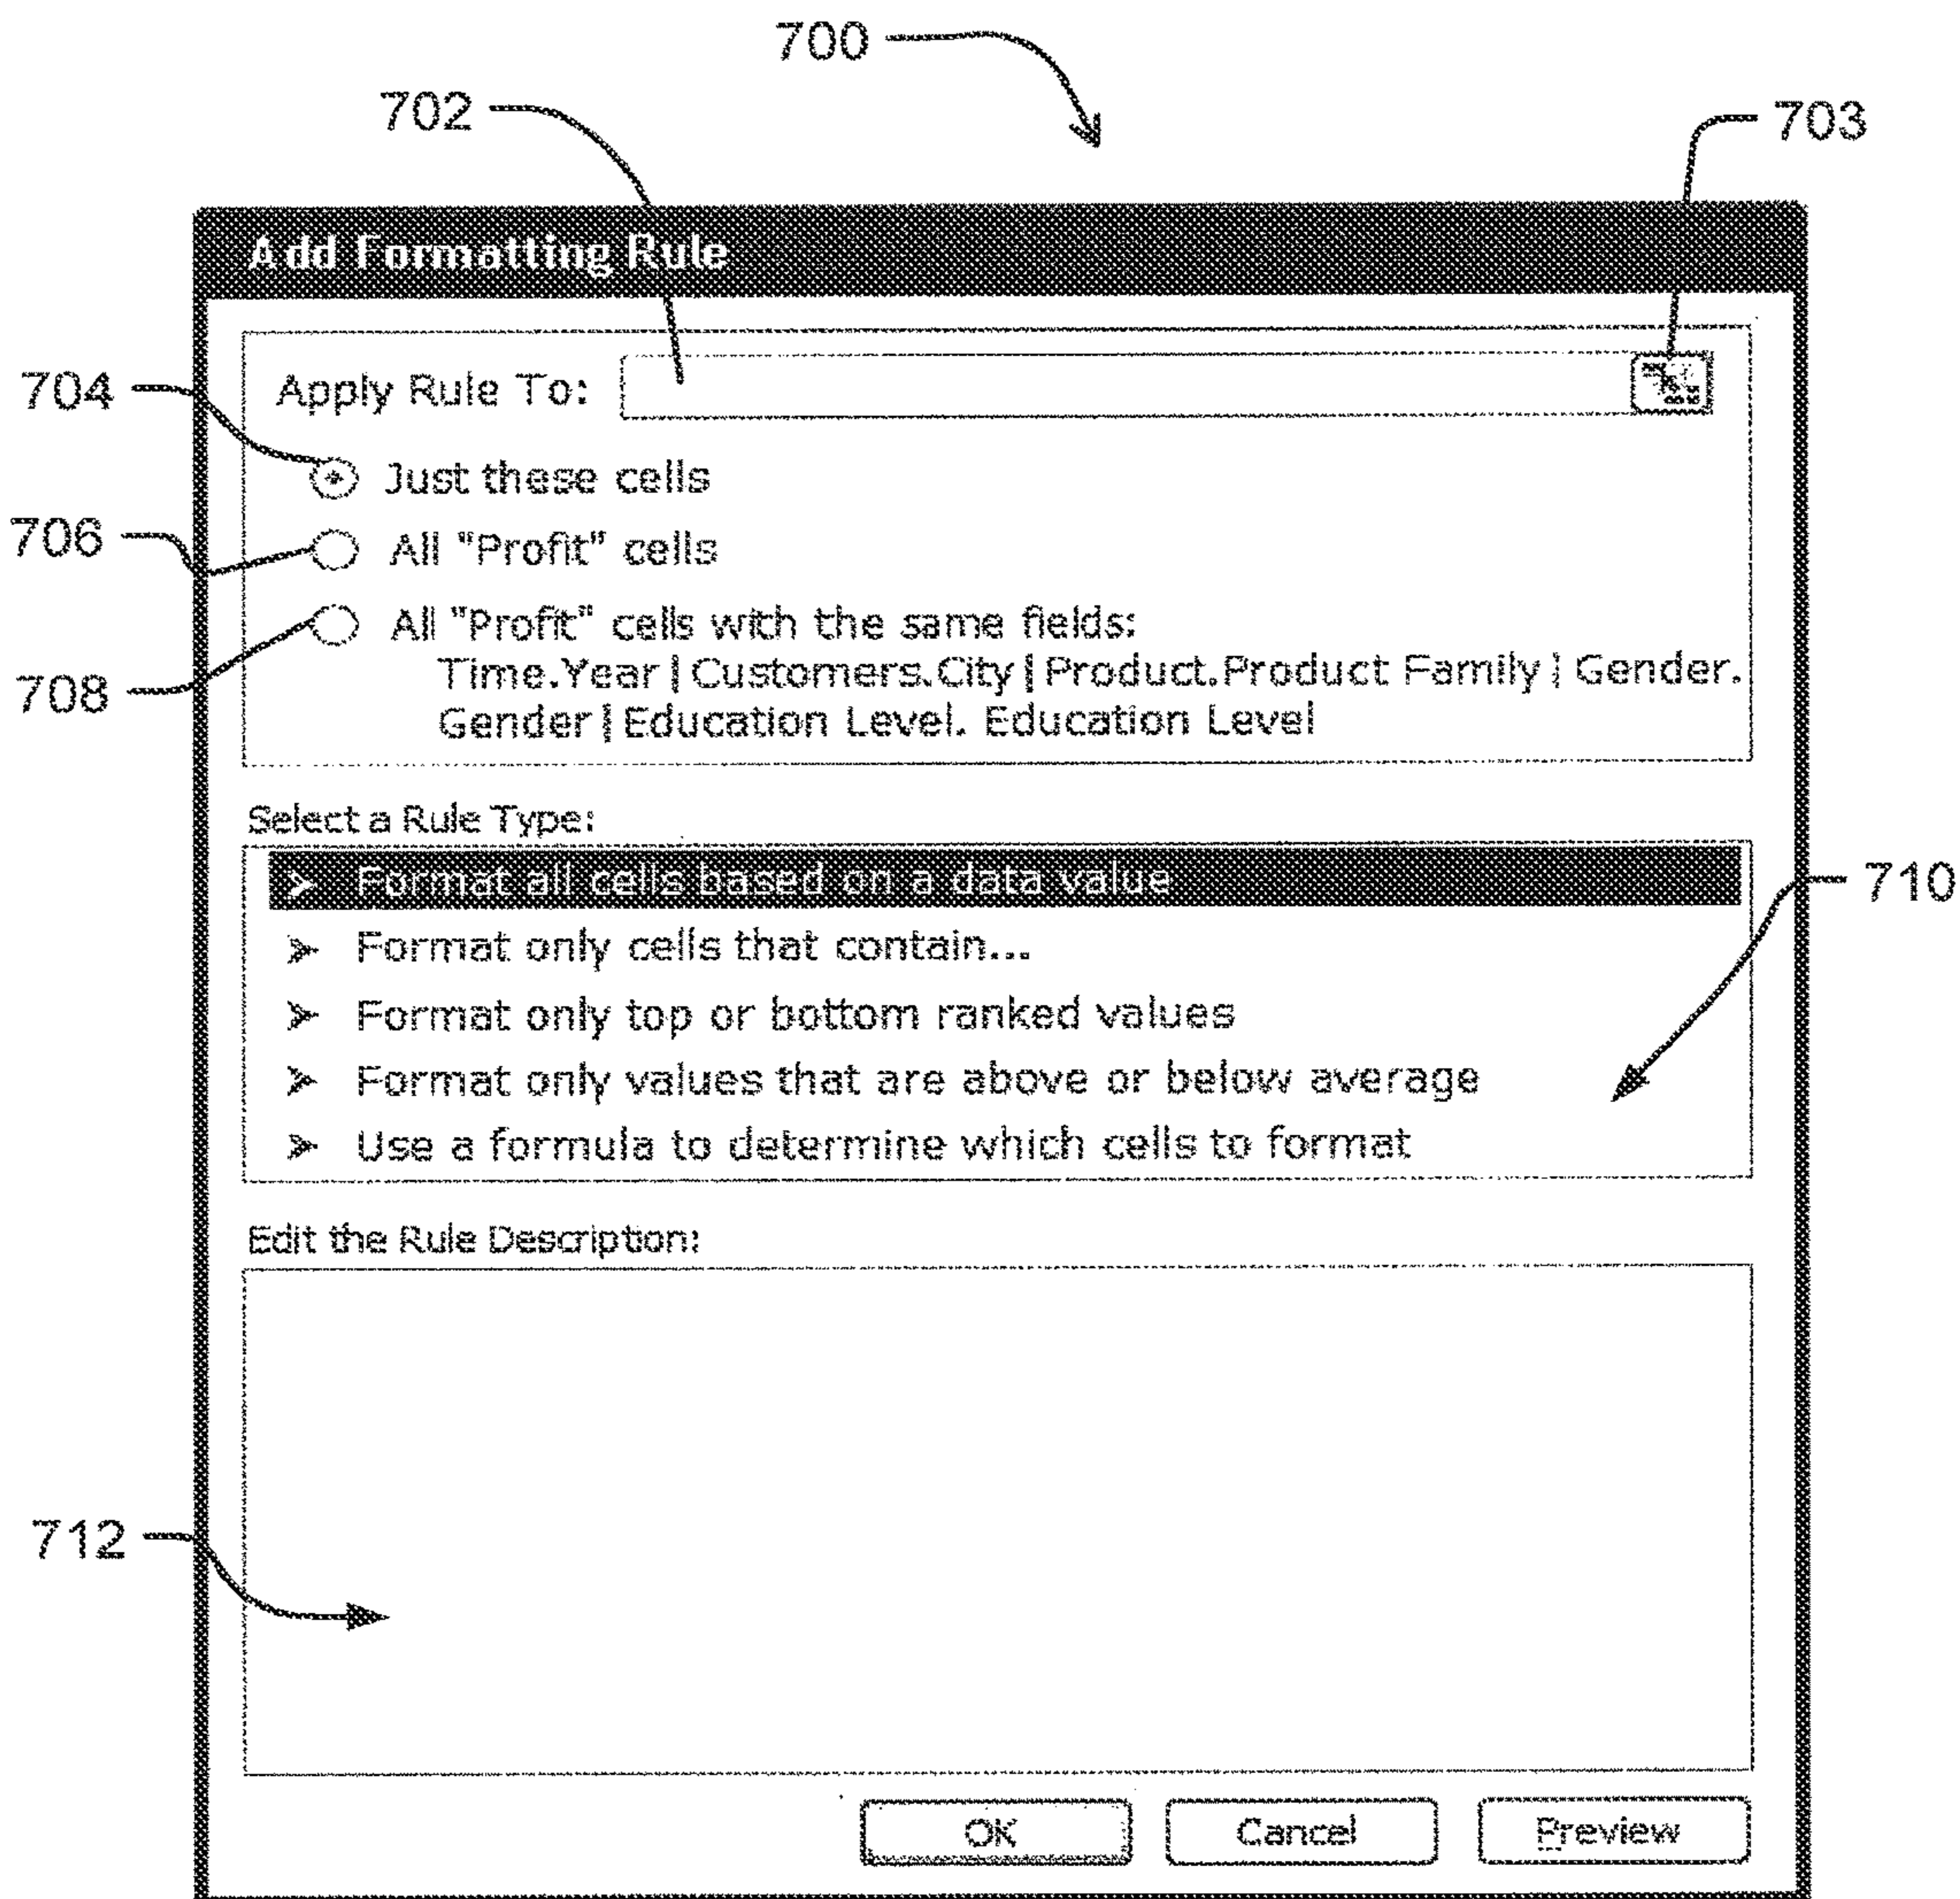 700
702
703
Add Formatting Rule
704
Apply Rule To:
Just these cells
706
All "Profit" cells
708
All "Profit" cells with the same fields:
Time.Year | Customers.City | Product.Product Family | Gender.
Gender | Education Level. Education Level
Select a Rule Type:
Format all cells based on a data value
710
Format only cells that contain...
Format only top or bottom ranked values
Format only values that are above or below average
Use a formula to determine which cells to format
Edit the Rule Description:
712
OK
Cancel
Preview